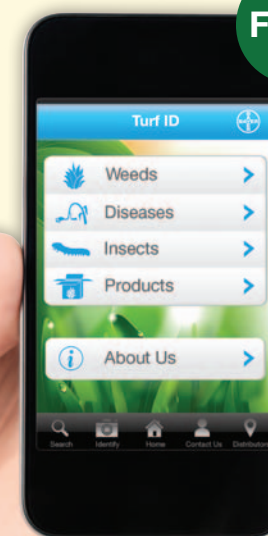 F
Turf ID
Weeds
Diseases
Insects
Products
About Us
Search Identify Home Contact Us Distributors